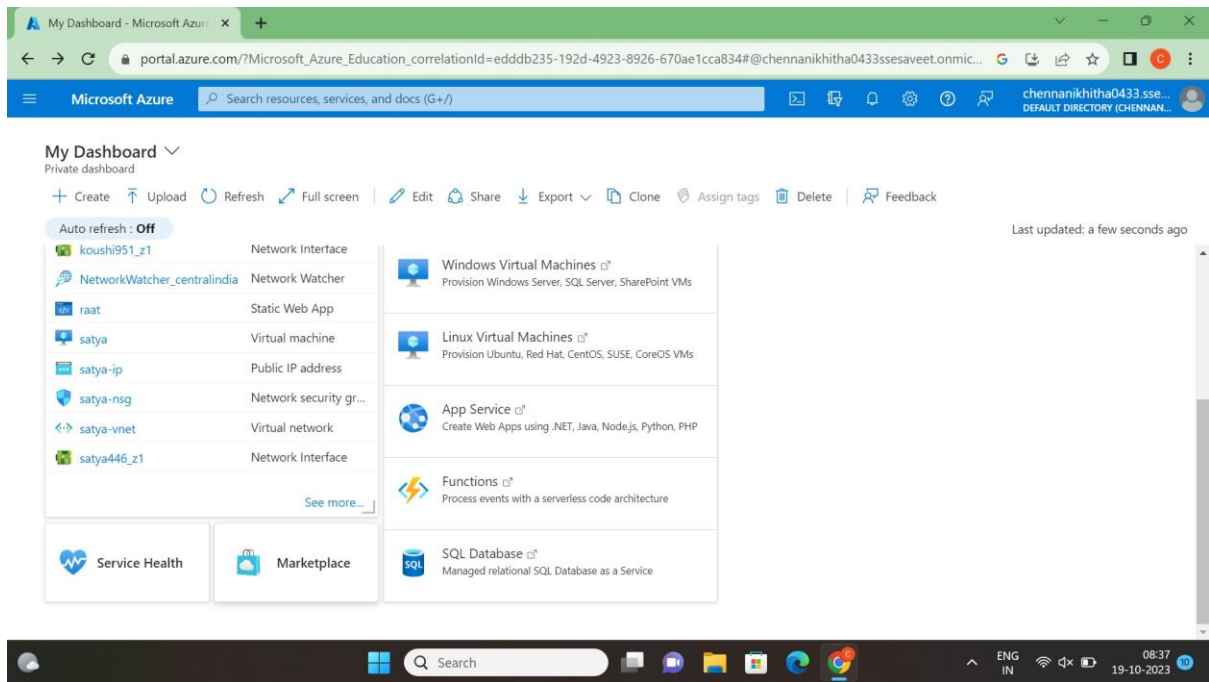 My Dashboard - Microsoft Azure
portal.azure.com/?Microsoft_Azure_Education_correlationId=edddb235-192d-4923-8926-670ae1cca834#@chennanikhitha0433ssesaveet.onmic...
Microsoft Azure
Search resources, services, and docs (G+/)
chennanikhitha0433.sse...
DEFAULT DIRECTORY (CHENNAN...
My Dashboard
Private dashboard
Create Upload Refresh Full screen Edit Share Export Clone Assign tags Delete Feedback
Auto refresh : Off
Last updated: a few seconds ago
koushi951_z1 Network Interface
NetworkWatcher_centralindia Network Watcher
raat Static Web App
satya Virtual machine
satya-ip Public IP address
satya-nsg Network security gr...
satya-vnet Virtual network
satya446_z1 Network Interface
See more...
Service Health
Marketplace
Windows Virtual Machines
Provision Windows Server, SQL Server, SharePoint VMs
Linux Virtual Machines
Provision Ubuntu, Red Hat, CentOS, SUSE, CoreOS VMs
App Service
Create Web Apps using .NET, Java, Node.js, Python, PHP
Functions
Process events with a serverless code architecture
SQL
SQL Database
Managed relational SQL Database as a Service
Search
ENG
IN
08:37
19-10-2023
10